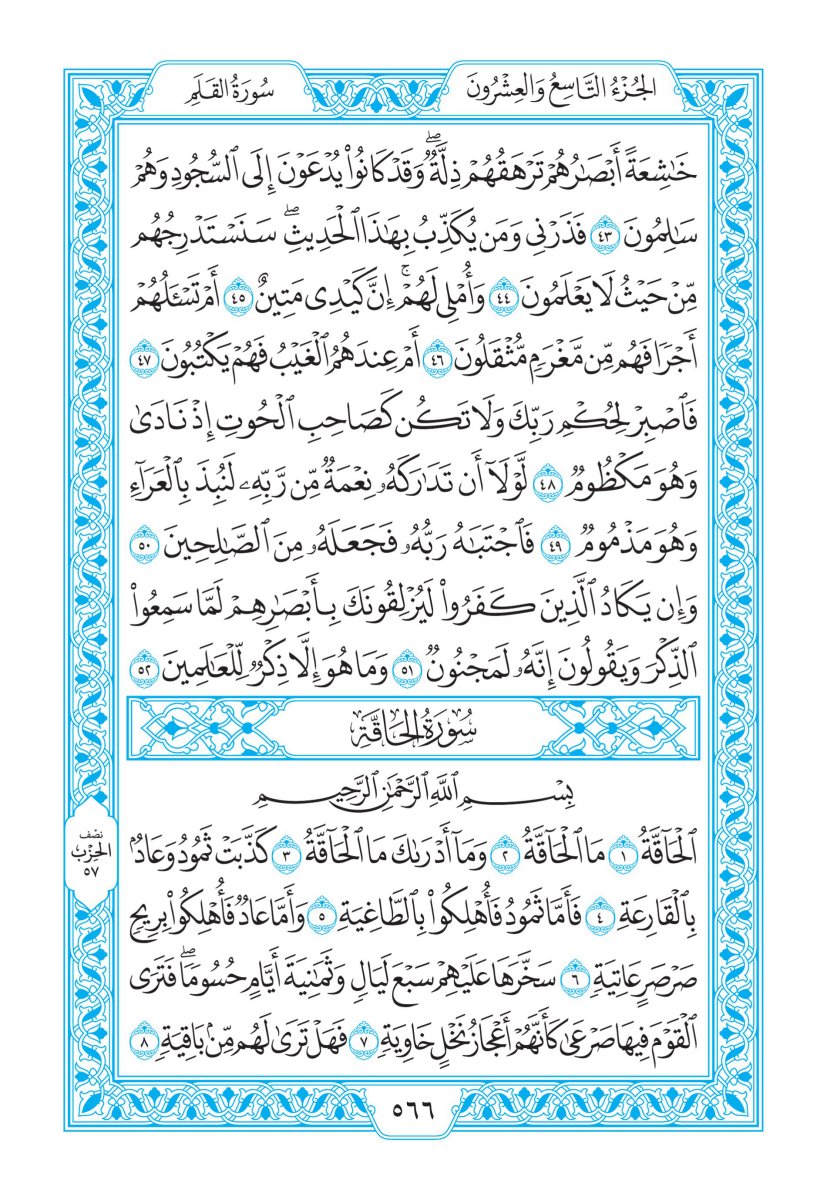 الجُزْءُ التَّاسِعُ وَالعِشْرُونَ
سُورَةُ القَلَمِ
خَٰشِعَةً أَبْصَٰرُهُمْ تَرْهَقُهُمْ ذِلَّةٌۖ وَقَدْ كَانُوا۟ يُدْعَوْنَ إِلَى ٱلسُّجُودِ وَهُمْ
سَٰلِمُونَ ٤٣ فَذَرْنِى وَمَن يُكَذِّبُ بِهَٰذَا ٱلْحَدِيثِۖ سَنَسْتَدْرِجُهُم
مِّنْ حَيْثُ لَا يَعْلَمُونَ ٤٤ وَأُمْلِى لَهُمْۚ إِنَّ كَيْدِى مَتِينٌ ٤٥ أَمْ تَسْـَٔلُهُمْ
أَجْرًا فَهُم مِّن مَّغْرَمٍ مُّثْقَلُونَ ٤٦ أَمْ عِندَهُمُ ٱلْغَيْبُ فَهُمْ يَكْتُبُونَ ٤٧
فَٱصْبِرْ لِحُكْمِ رَبِّكَ وَلَا تَكُن كَصَاحِبِ ٱلْحُوتِ إِذْ نَادَىٰ
وَهُوَ مَكْظُومٌ ٤٨ لَّوْلَآ أَن تَدَٰرَكَهُۥ نِعْمَةٌ مِّن رَّبِّهِۦ لَنُبِذَ بِٱلْعَرَآءِ
وَهُوَ مَذْمُومٌ ٤٩ فَٱجْتَبَٰهُ رَبُّهُۥ فَجَعَلَهُۥ مِنَ ٱلصَّٰلِحِينَ ٥٠
وَإِن يَكَادُ ٱلَّذِينَ كَفَرُوا۟ لَيُزْلِقُونَكَ بِأَبْصَٰرِهِمْ لَمَّا سَمِعُوا۟
ٱلذِّكْرَ وَيَقُولُونَ إِنَّهُۥ لَمَجْنُونٌ ٥١ وَمَا هُوَ إِلَّا ذِكْرٌ لِّلْعَٰلَمِينَ ٥٢
سُورَةُ الحَاقَّةِ
بِسْمِ ٱللَّهِ ٱلرَّحْمَٰنِ ٱلرَّحِيمِ
ٱلْحَآقَّةُ ١ مَا ٱلْحَآقَّةُ ٢ وَمَآ أَدْرَىٰكَ مَا ٱلْحَآقَّةُ ٣ كَذَّبَتْ ثَمُودُ وَعَادٌۢ
بِٱلْقَارِعَةِ ٤ فَأَمَّا ثَمُودُ فَأُهْلِكُوا۟ بِٱلطَّاغِيَةِ ٥ وَأَمَّا عَادٌ فَأُهْلِكُوا۟ بِرِيحٍ
صَرْصَرٍ عَاتِيَةٍ ٦ سَخَّرَهَا عَلَيْهِمْ سَبْعَ لَيَالٍ وَثَمَٰنِيَةَ أَيَّامٍ حُسُومًاۖ فَتَرَى
ٱلْقَوْمَ فِيهَا صَرْعَىٰ كَأَنَّهُمْ أَعْجَازُ نَخْلٍ خَاوِيَةٍ ٧ فَهَلْ تَرَىٰ لَهُم مِّنۢ بَاقِيَةٍ ٨
نصف
الحزب
٥٧
٥٦٦